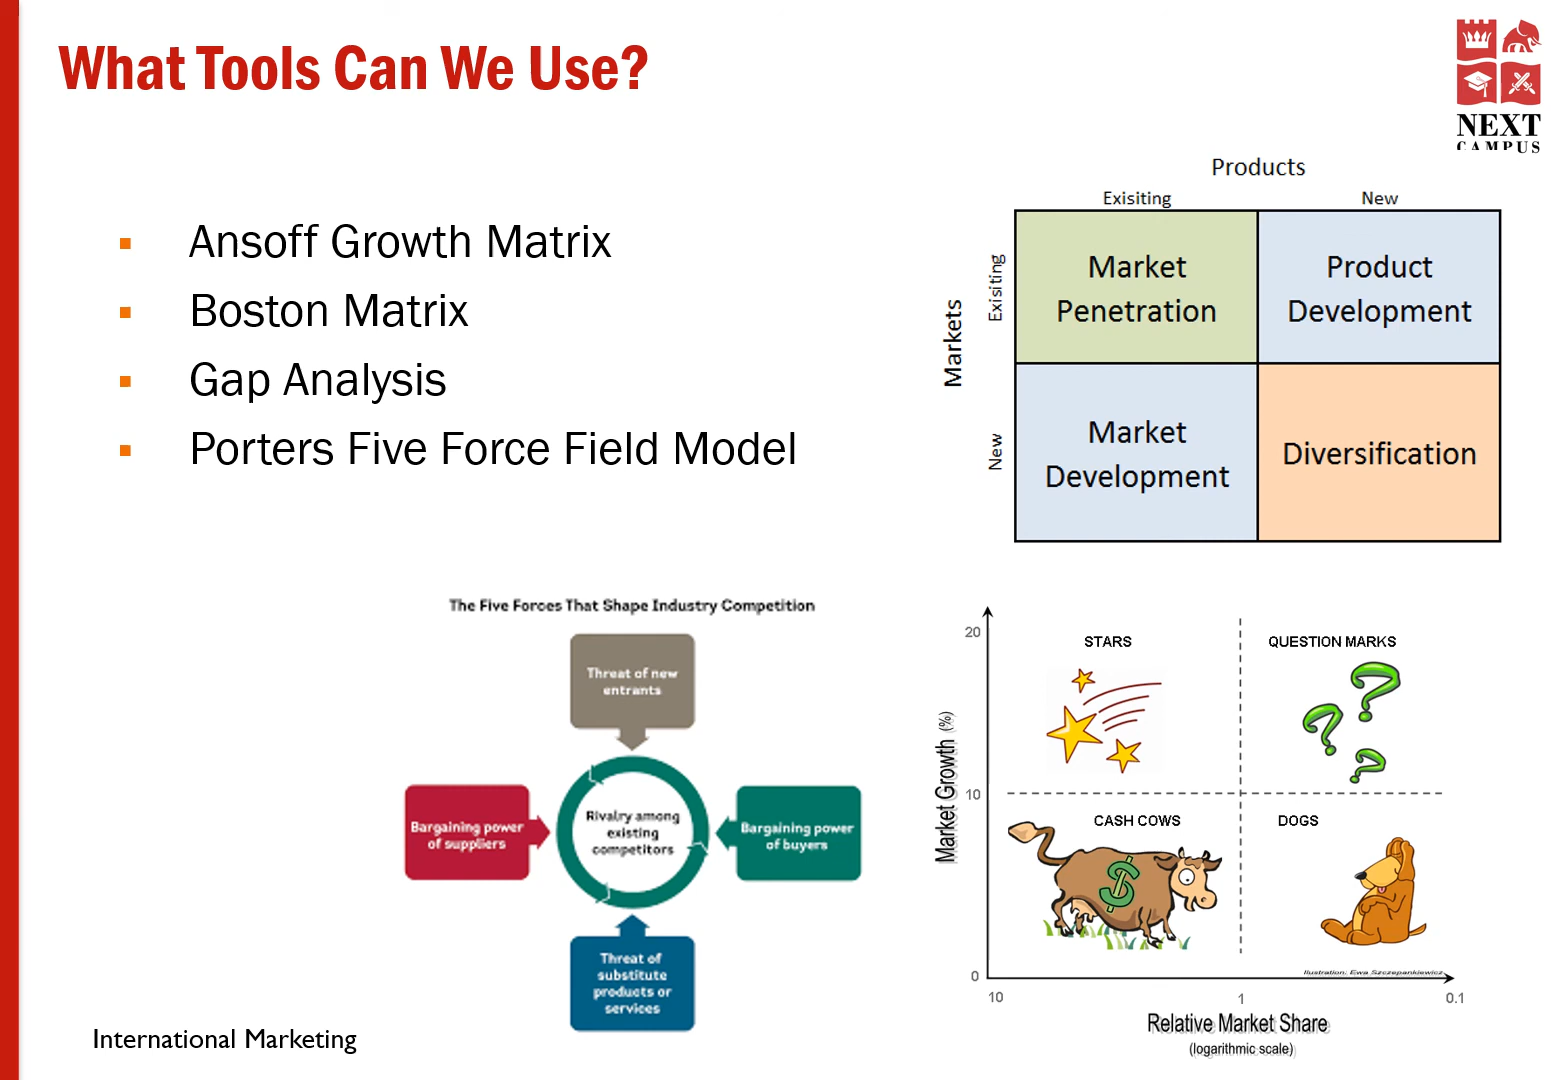 What Tools Can We Use?
NEXT
CAMPUS
Ansoff Growth Matrix
Boston Matrix
Gap Analysis
Porters Five Force Field Model
Products
Exisiting
New
Markets
Exisiting
New
Market
Penetration
Product
Development
Market
Development
Diversification
The Five Forces That Shape Industry Competition
Threat of new
entrants
Bargaining power
of suppliers
Rivalry among
existing
competitors
Bargaining power
of buyers
Threat of
substitute
products or
services
Market Growth (%)
20
10
0
STARS
QUESTION MARKS
CASH COWS
$
DOGS
Ilustration: Ewa Szczepankiewicz
10
1
0.1
Relative Market Share
(logarithmic scale)
International Marketing